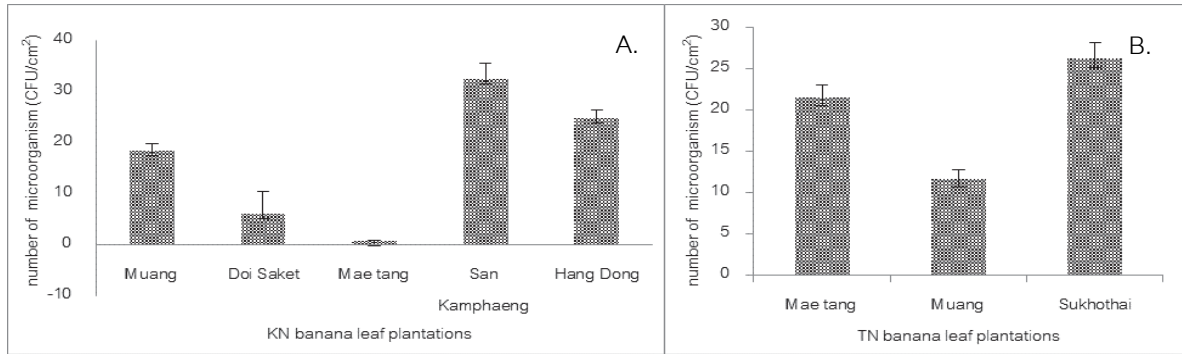 number of microorganism (CFU/cm²)
40
30
20
10
0
-10
A.
Muang
Doi Saket
Mae tang
San Kamphaeng
Hang Dong
KN banana leaf plantations
number of microorganism (CFU/cm²)
30
25
20
15
10
5
0
B.
Mae tang
Muang
Sukhothai
TN banana leaf plantations